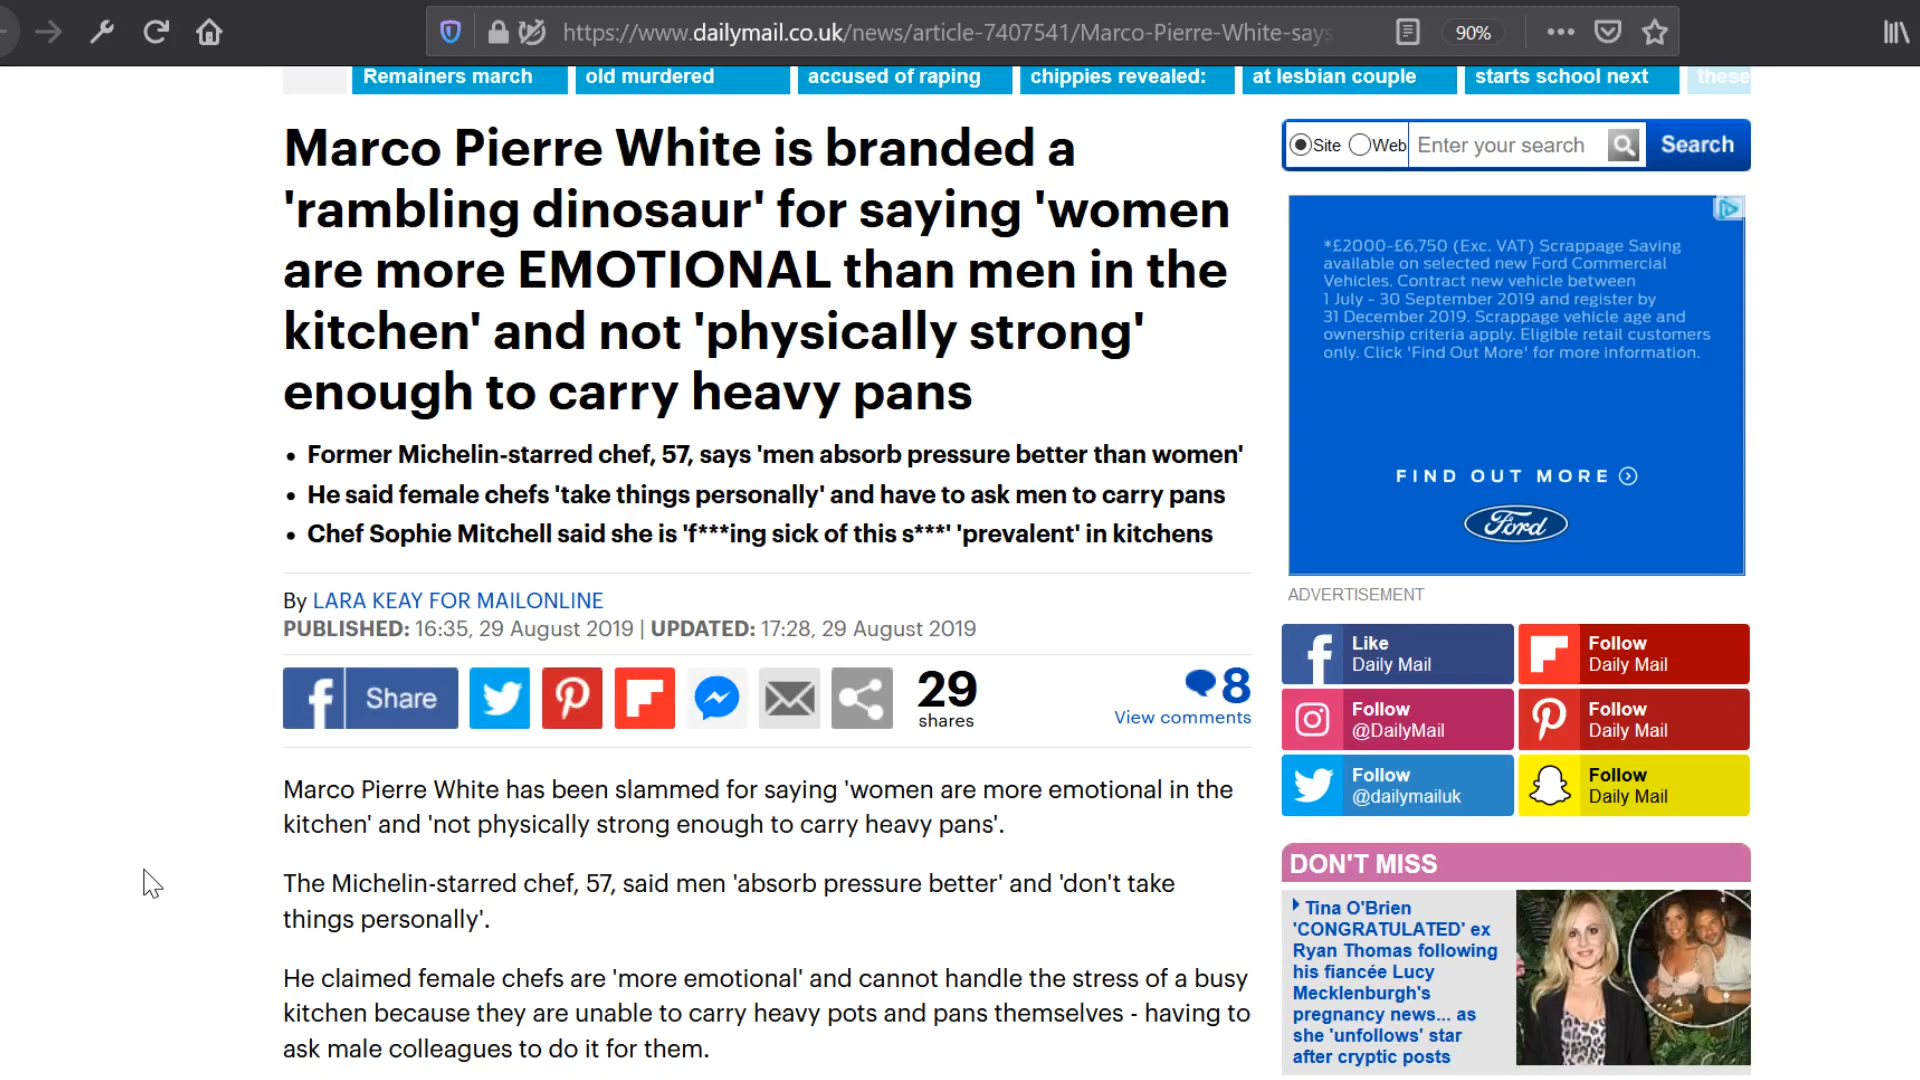 https://www.dailymail.co.uk/news/article-7407541/Marco-Pierre-White-says
90%
Remainers march
old murdered
accused of raping
chippies revealed:
at lesbian couple
starts school next
these
Marco Pierre White is branded a
'rambling dinosaur' for saying 'women
are more EMOTIONAL than men in the
kitchen' and not 'physically strong'
enough to carry heavy pans
• Former Michelin-starred chef, 57, says 'men absorb pressure better than women'
• He said female chefs 'take things personally' and have to ask men to carry pans
• Chef Sophie Mitchell said she is 'f***ing sick of this s***' 'prevalent' in kitchens
By LARA KEAY FOR MAILONLINE
PUBLISHED: 16:35, 29 August 2019 | UPDATED: 17:28, 29 August 2019
Share
29
shares
8
View comments
Marco Pierre White has been slammed for saying 'women are more emotional in the
kitchen' and 'not physically strong enough to carry heavy pans'.
The Michelin-starred chef, 57, said men 'absorb pressure better' and 'don't take
things personally'.
He claimed female chefs are 'more emotional' and cannot handle the stress of a busy
kitchen because they are unable to carry heavy pots and pans themselves - having to
ask male colleagues to do it for them.
Site Web Enter your search Search
*£2000-£6,750 (Exc. VAT) Scrappage Saving
available on selected new Ford Commercial
Vehicles. Contract new vehicle between
1 July - 30 September 2019 and register by
31 December 2019. Scrappage vehicle age and
ownership criteria apply. Eligible retail customers
only. Click 'Find Out More' for more information.
FIND OUT MORE
Ford
ADVERTISEMENT
Like
Daily Mail
Follow
Daily Mail
Follow
@DailyMail
Follow
Daily Mail
Follow
@dailymailuk
Follow
Daily Mail
DON'T MISS
Tina O'Brien
'CONGRATULATED' ex
Ryan Thomas following
his fiancée Lucy
Mecklenburgh's
pregnancy news... as
she 'unfollows' star
after cryptic posts